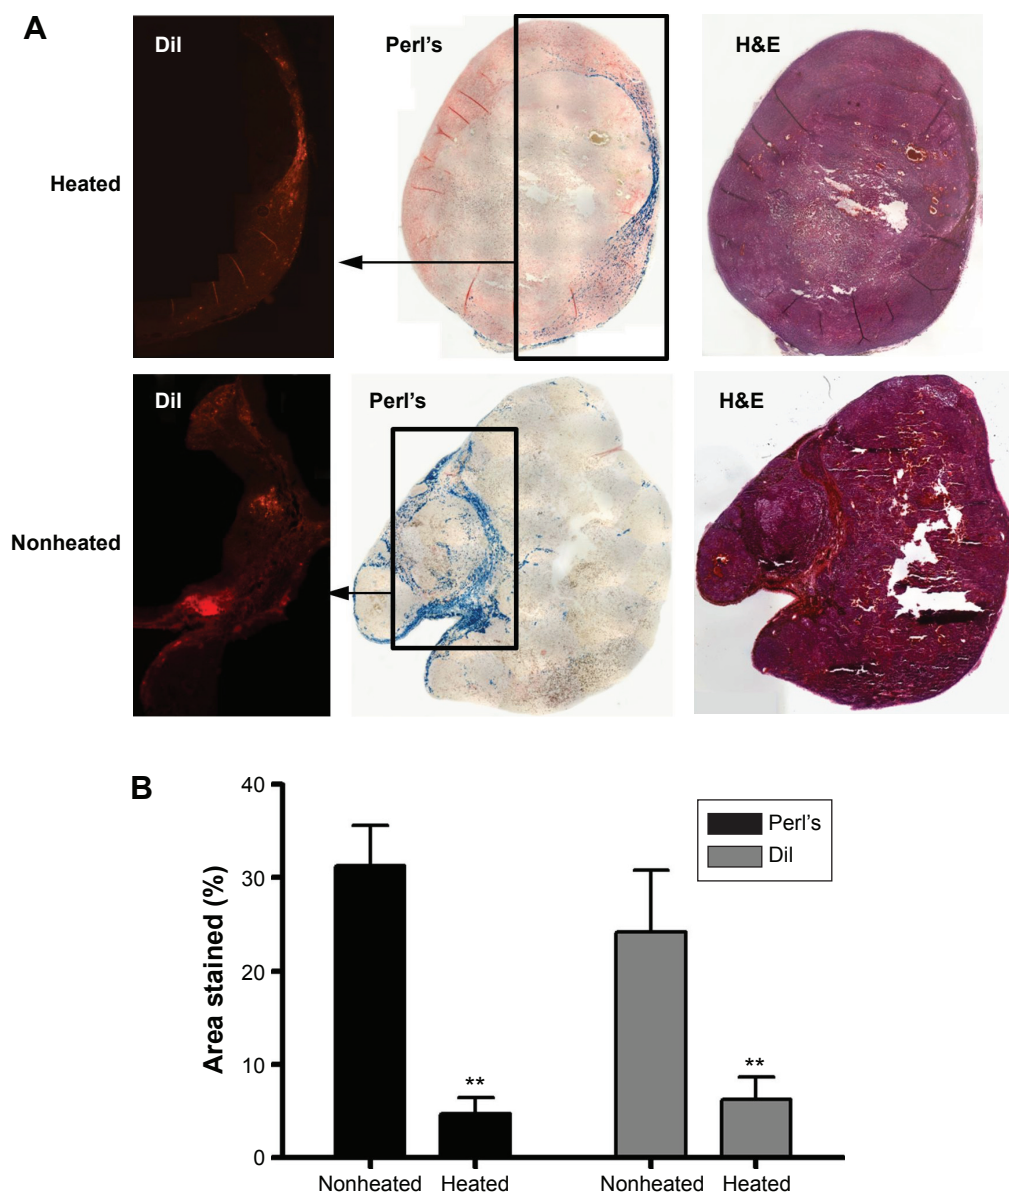 A
DiI
Perl's
H&E
Heated
DiI
Perl's
H&E
Nonheated
B
40
30
20
10
0
Area stained (%)
Perl's
DiI
**
**
Nonheated
Heated
Nonheated
Heated